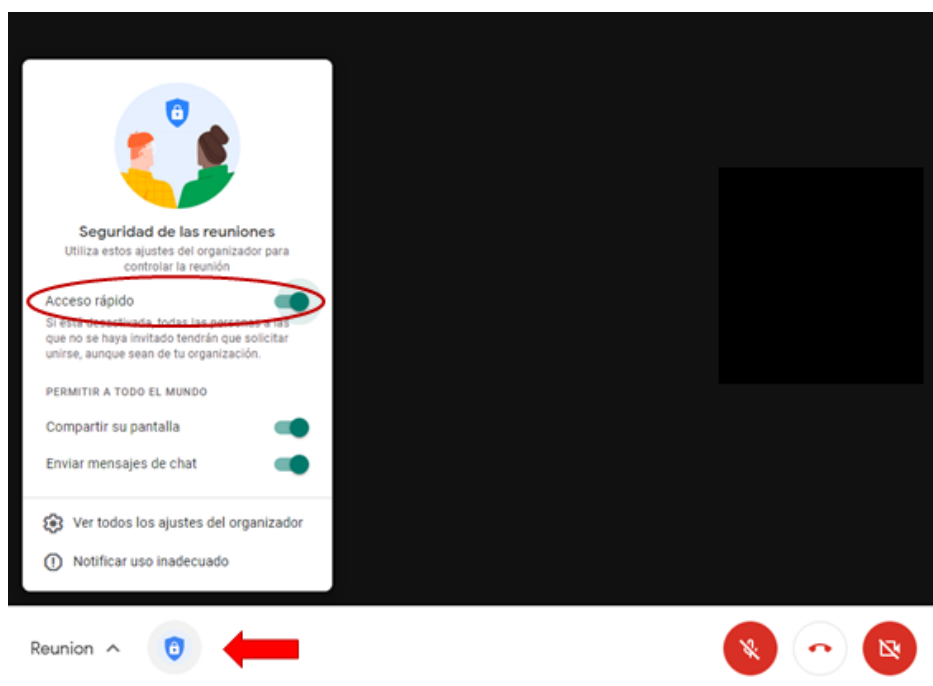 Seguridad de las reuniones
Utiliza estos ajustes del organizador para
controlar la reunión
Acceso rápido
Si está desactivada, todas las personas a las
que no se haya invitado tendrán que solicitar
unirse, aunque sean de tu organización.
PERMITIR A TODO EL MUNDO
Compartir su pantalla
Enviar mensajes de chat
Ver todos los ajustes del organizador
Notificar uso inadecuado
Reunion